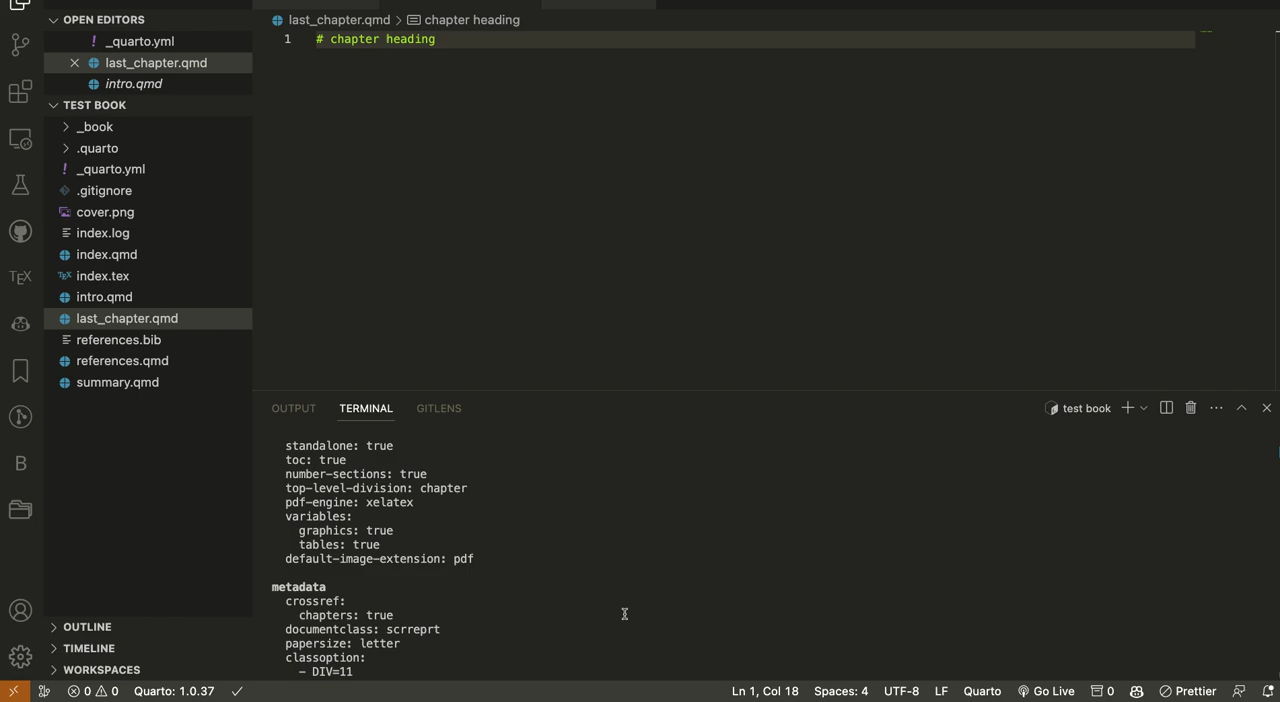 OPEN EDITORS
! _quarto.yml
last_chapter.qmd
intro.qmd
TEST BOOK
_book
.quarto
! _quarto.yml
.gitignore
cover.png
index.log
index.qmd
TEX index.tex
intro.qmd
last_chapter.qmd
references.bib
references.qmd
summary.qmd
OUTLINE
TIMELINE
WORKSPACES
TEX
B
last_chapter.qmd > chapter heading
1 # chapter heading
OUTPUT TERMINAL GITLENS
test book
standalone: true
toc: true
number-sections: true
top-level-division: chapter
pdf-engine: xelatex
variables:
graphics: true
tables: true
default-image-extension: pdf
metadata
crossref:
chapters: true
documentclass: scrreprt
papersize: letter
classoption:
- DIV=11
0 0 Quarto: 1.0.37 Ln 1, Col 18 Spaces: 4 UTF-8 LF Quarto Go Live 0 Prettier